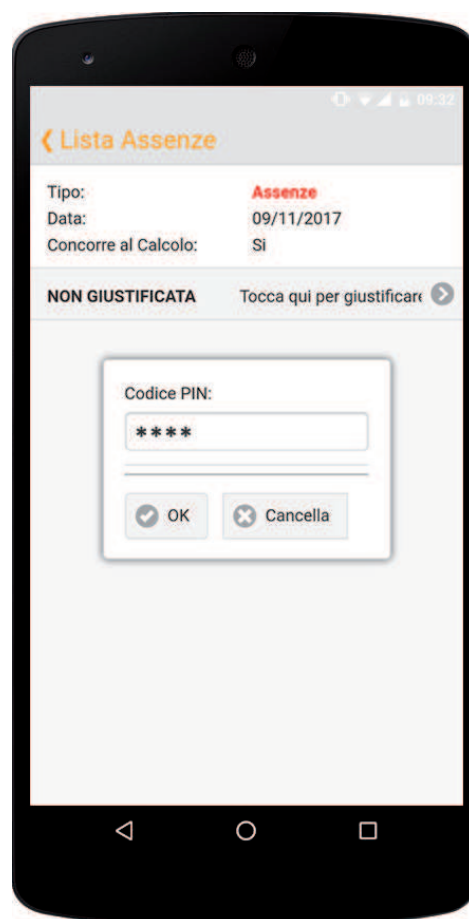 09:32
Lista Assenze
Tipo: Assenze
Data: 09/11/2017
Concorre al Calcolo: Si
NON GIUSTIFICATA Tocca qui per giustificare
Codice PIN:
****
OK Cancella